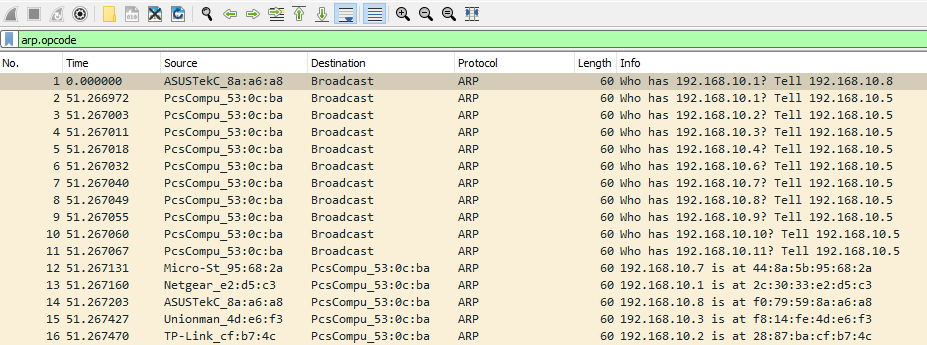 arp.opcode
No. Time Source Destination Protocol Length Info
1 0.000000 ASUSTekC_8a:a6:a8 Broadcast ARP 60 Who has 192.168.10.1? Tell 192.168.10.8
2 51.266972 PcsCompu_53:0c:ba Broadcast ARP 60 Who has 192.168.10.1? Tell 192.168.10.5
3 51.267003 PcsCompu_53:0c:ba Broadcast ARP 60 Who has 192.168.10.2? Tell 192.168.10.5
4 51.267011 PcsCompu_53:0c:ba Broadcast ARP 60 Who has 192.168.10.3? Tell 192.168.10.5
5 51.267018 PcsCompu_53:0c:ba Broadcast ARP 60 Who has 192.168.10.4? Tell 192.168.10.5
6 51.267032 PcsCompu_53:0c:ba Broadcast ARP 60 Who has 192.168.10.6? Tell 192.168.10.5
7 51.267040 PcsCompu_53:0c:ba Broadcast ARP 60 Who has 192.168.10.7? Tell 192.168.10.5
8 51.267049 PcsCompu_53:0c:ba Broadcast ARP 60 Who has 192.168.10.8? Tell 192.168.10.5
9 51.267055 PcsCompu_53:0c:ba Broadcast ARP 60 Who has 192.168.10.9? Tell 192.168.10.5
10 51.267060 PcsCompu_53:0c:ba Broadcast ARP 60 Who has 192.168.10.10? Tell 192.168.10.5
11 51.267067 PcsCompu_53:0c:ba Broadcast ARP 60 Who has 192.168.10.11? Tell 192.168.10.5
12 51.267131 Micro-St_95:68:2a PcsCompu_53:0c:ba ARP 60 192.168.10.7 is at 44:8a:5b:95:68:2a
13 51.267160 Netgear_e2:d5:c3 PcsCompu_53:0c:ba ARP 60 192.168.10.1 is at 2c:30:33:e2:d5:c3
14 51.267203 ASUSTekC_8a:a6:a8 PcsCompu_53:0c:ba ARP 60 192.168.10.8 is at f0:79:59:8a:a6:a8
15 51.267427 Unionman_4d:e6:f3 PcsCompu_53:0c:ba ARP 60 192.168.10.3 is at f8:14:fe:4d:e6:f3
16 51.267470 TP-Link_cf:b7:4c PcsCompu_53:0c:ba ARP 60 192.168.10.2 is at 28:87:ba:cf:b7:4c